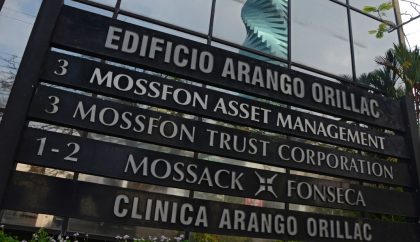 EDIFICIO ARANGO ORILLAC
3 MOSSFON ASSET MANAGEMENT
3 MOSSFON TRUST CORPORATION
1-2 MOSSACK FONSECA
CLINICA ARANGO ORILLAC